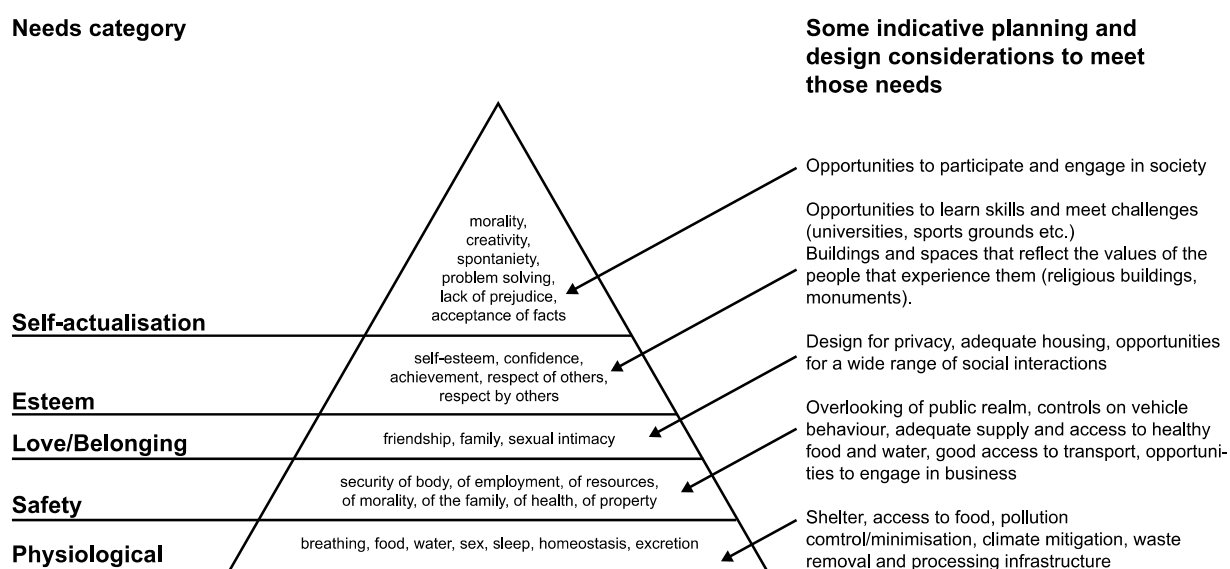 Needs category
Some indicative planning and
design considerations to meet
those needs
morality,
creativity,
spontaniety,
problem solving,
lack of prejudice,
acceptance of facts
Self-actualisation
self-esteem, confidence,
achievement, respect of others,
respect by others
Esteem
friendship, family, sexual intimacy
Love/Belonging
security of body, of employment, of resources,
of morality, of the family, of health, of property
Safety
breathing, food, water, sex, sleep, homeostasis, excretion
Physiological
Opportunities to participate and engage in society
Opportunities to learn skills and meet challenges
(universities, sports grounds etc.)
Buildings and spaces that reflect the values of the
people that experience them (religious buildings,
monuments).
Design for privacy, adequate housing, opportunities
for a wide range of social interactions
Overlooking of public realm, controls on vehicle
behaviour, adequate supply and access to healthy
food and water, good access to transport, opportuni-
ties to engage in business
Shelter, access to food, pollution
comtrol/minimisation, climate mitigation, waste
removal and processing infrastructure